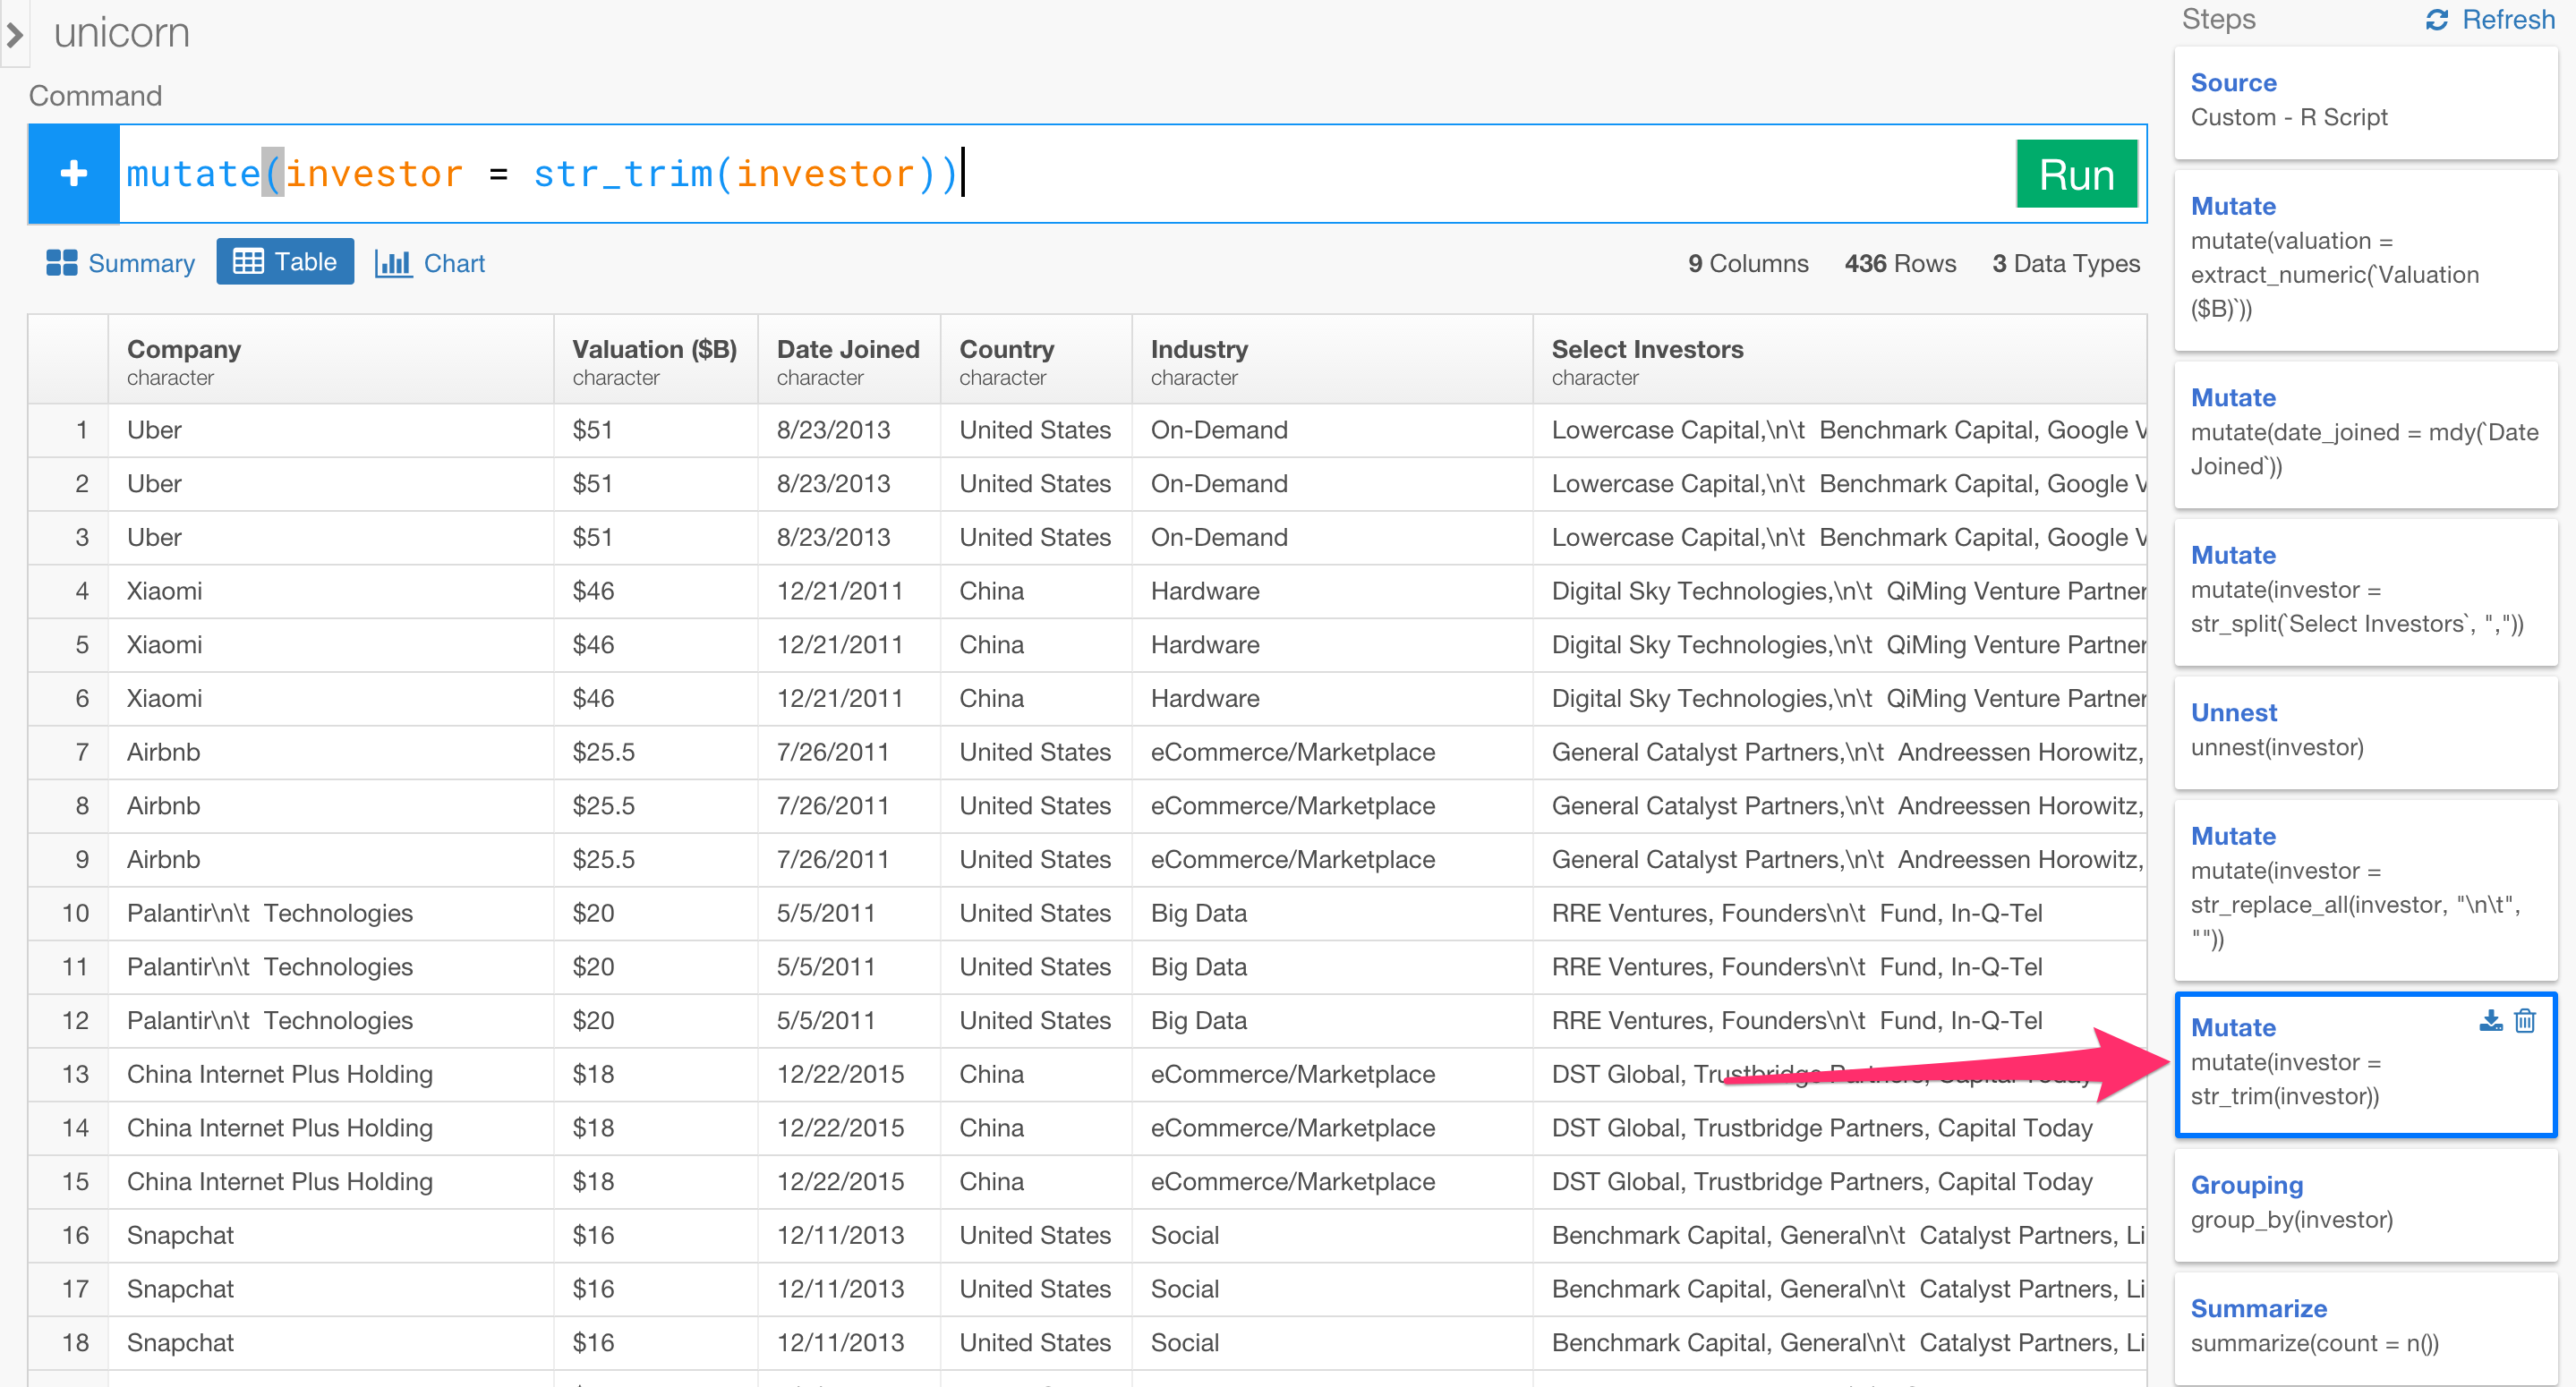 unicorn
Command
mutate(investor = str_trim(investor))
Run
Summary Table Chart
9 Columns 436 Rows 3 Data Types
Company Valuation ($B) Date Joined Country Industry Select Investors
character character character character character character
1 Uber $51 8/23/2013 United States On-Demand Lowercase Capital,\n\t Benchmark Capital, Google V
2 Uber $51 8/23/2013 United States On-Demand Lowercase Capital,\n\t Benchmark Capital, Google V
3 Uber $51 8/23/2013 United States On-Demand Lowercase Capital,\n\t Benchmark Capital, Google V
4 Xiaomi $46 12/21/2011 China Hardware Digital Sky Technologies,\n\t QiMing Venture Partner
5 Xiaomi $46 12/21/2011 China Hardware Digital Sky Technologies,\n\t QiMing Venture Partner
6 Xiaomi $46 12/21/2011 China Hardware Digital Sky Technologies,\n\t QiMing Venture Partner
7 Airbnb $25.5 7/26/2011 United States eCommerce/Marketplace General Catalyst Partners,\n\t Andreessen Horowitz,
8 Airbnb $25.5 7/26/2011 United States eCommerce/Marketplace General Catalyst Partners,\n\t Andreessen Horowitz,
9 Airbnb $25.5 7/26/2011 United States eCommerce/Marketplace General Catalyst Partners,\n\t Andreessen Horowitz,
10 Palantir\n\t Technologies $20 5/5/2011 United States Big Data RRE Ventures, Founders\n\t Fund, In-Q-Tel
11 Palantir\n\t Technologies $20 5/5/2011 United States Big Data RRE Ventures, Founders\n\t Fund, In-Q-Tel
12 Palantir\n\t Technologies $20 5/5/2011 United States Big Data RRE Ventures, Founders\n\t Fund, In-Q-Tel
13 China Internet Plus Holding $18 12/22/2015 China eCommerce/Marketplace DST Global, Trustbridge Partners, Capital Today
14 China Internet Plus Holding $18 12/22/2015 China eCommerce/Marketplace DST Global, Trustbridge Partners, Capital Today
15 China Internet Plus Holding $18 12/22/2015 China eCommerce/Marketplace DST Global, Trustbridge Partners, Capital Today
16 Snapchat $16 12/11/2013 United States Social Benchmark Capital, General\n\t Catalyst Partners, Li
17 Snapchat $16 12/11/2013 United States Social Benchmark Capital, General\n\t Catalyst Partners, Li
18 Snapchat $16 12/11/2013 United States Social Benchmark Capital, General\n\t Catalyst Partners, Li
Steps Refresh
Source
Custom - R Script
Mutate
mutate(valuation =
extract_numeric(`Valuation
($B)`))
Mutate
mutate(date_joined = mdy(`Date
Joined`))
Mutate
mutate(investor =
str_split(`Select Investors`, ","))
Unnest
unnest(investor)
Mutate
mutate(investor =
str_replace_all(investor, "\n\t",
""))
Mutate
mutate(investor =
str_trim(investor))
Grouping
group_by(investor)
Summarize
summarize(count = n())